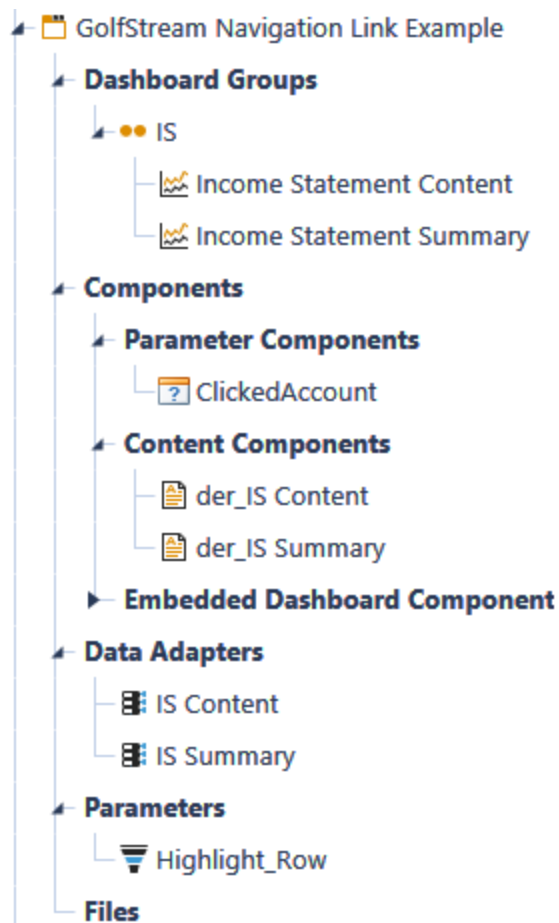 GolfStream Navigation Link Example
Dashboard Groups
IS
Income Statement Content
Income Statement Summary
Components
Parameter Components
ClickedAccount
Content Components
der_IS Content
der_IS Summary
Embedded Dashboard Component
Data Adapters
IS Content
IS Summary
Parameters
Highlight_Row
Files